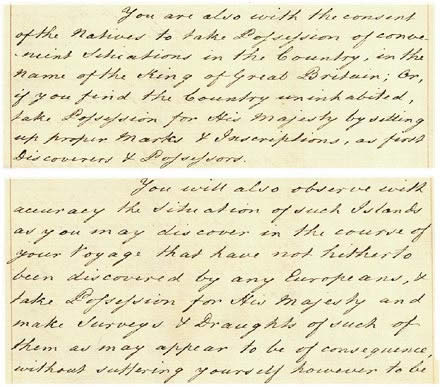 You are also with the consent
of the Natives to take Possession of conve-
nient Situations in the Country, in the
Name of the King of Great Britain; Or,
if you find the Country uninhabited,
take Possession for His Majesty by setting
up proper Marks & Inscriptions, as first
Discoverers & Possessors.
You will also observe with
accuracy the Situation of such Islands
as you may discover in the course of
your Voyage that have not hitherto
been discovered by any Europeans, &
take Possession for His Majesty and
make Surveys & Draughts of such of
them as may appear to be of consequence,
without suffering yourself however to be